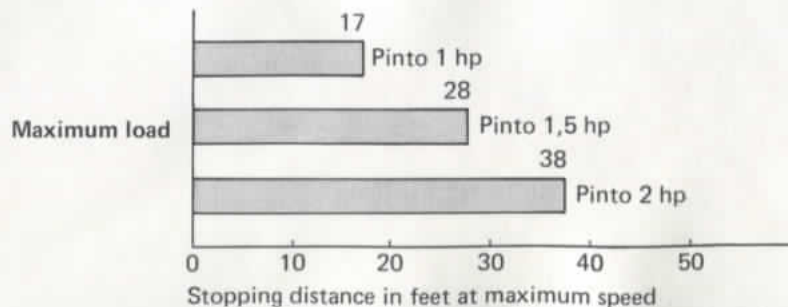 17
Pinto 1 hp
28
Maximum load
Pinto 1,5 hp
38
Pinto 2 hp
0 10 20 30 40 50
Stopping distance in feet at maximum speed